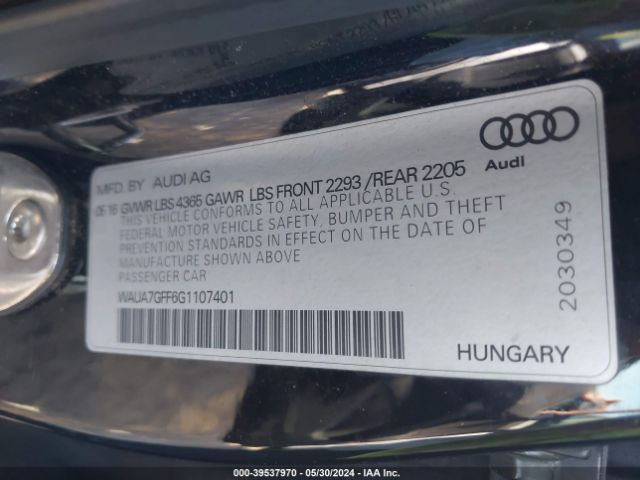 Audi
MFD. BY AUDI AG
06 16 GVWR LBS 4365 GAWR LBS FRONT 2293 / REAR 2205
THIS VEHICLE CONFORMS TO ALL APPLICABLE U.S.
FEDERAL MOTOR VEHICLE SAFETY, BUMPER AND THEFT
PREVENTION STANDARDS IN EFFECT ON THE DATE OF
MANUFACTURE SHOWN ABOVE
PASSENGER CAR
WAUA7GFF6G1107401
2030349
HUNGARY
000-39537970 - 05/30/2024 - IAA Inc.